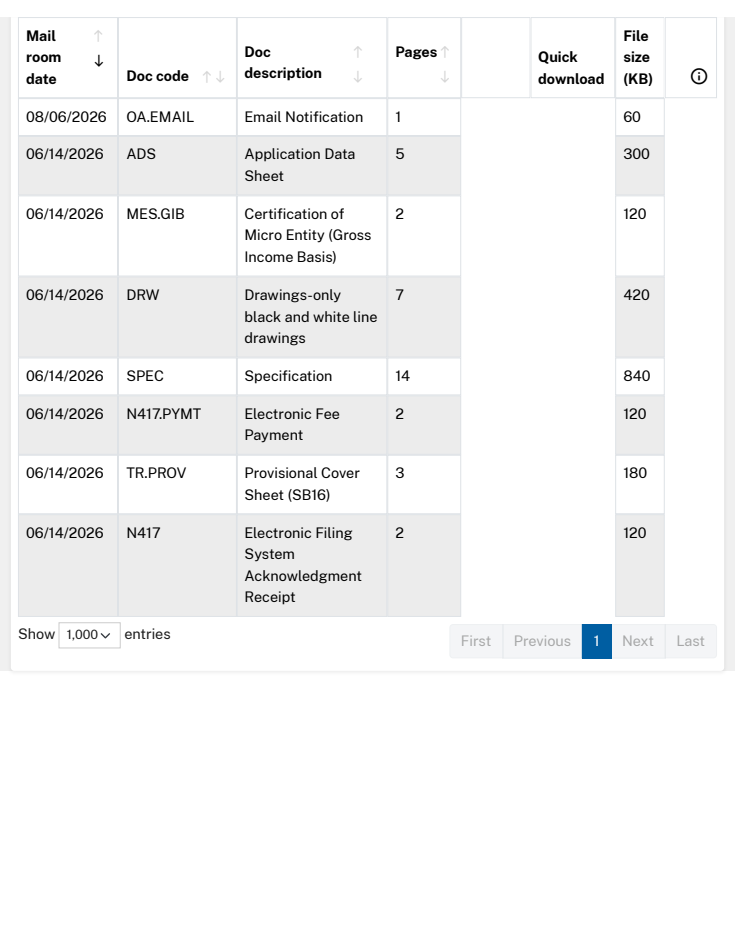 Mail room date Doc code Doc description Pages Quick download File size (KB)
08/06/2026 OA.EMAIL Email Notification 1 60
06/14/2026 ADS Application Data Sheet 5 300
06/14/2026 MES.GIB Certification of Micro Entity (Gross Income Basis) 2 120
06/14/2026 DRW Drawings-only black and white line drawings 7 420
06/14/2026 SPEC Specification 14 840
06/14/2026 N417.PYMT Electronic Fee Payment 2 120
06/14/2026 TR.PROV Provisional Cover Sheet (SB16) 3 180
06/14/2026 N417 Electronic Filing System Acknowledgment Receipt 2 120
Show 1,000 entries First Previous 1 Next Last